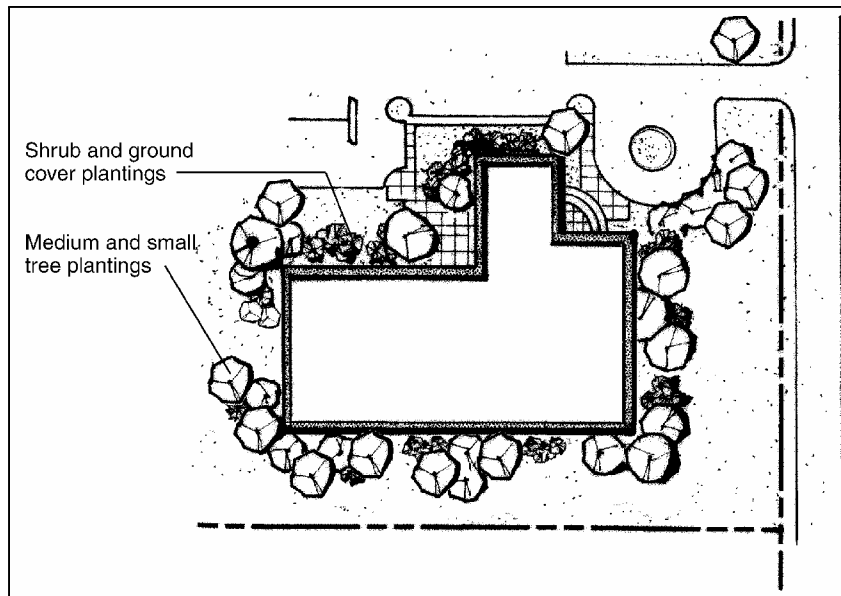 Shrub and ground
cover plantings
Medium and small
tree plantings